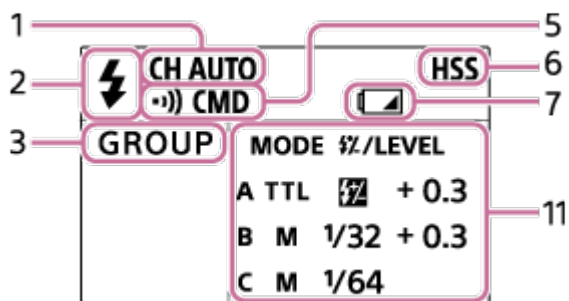 1
5
2
CH AUTO
HSS
6
•))) CMD
7
3
GROUP
MODE /LEVEL
A TTL + 0.3
11
B M 1/32 + 0.3
C M 1/64